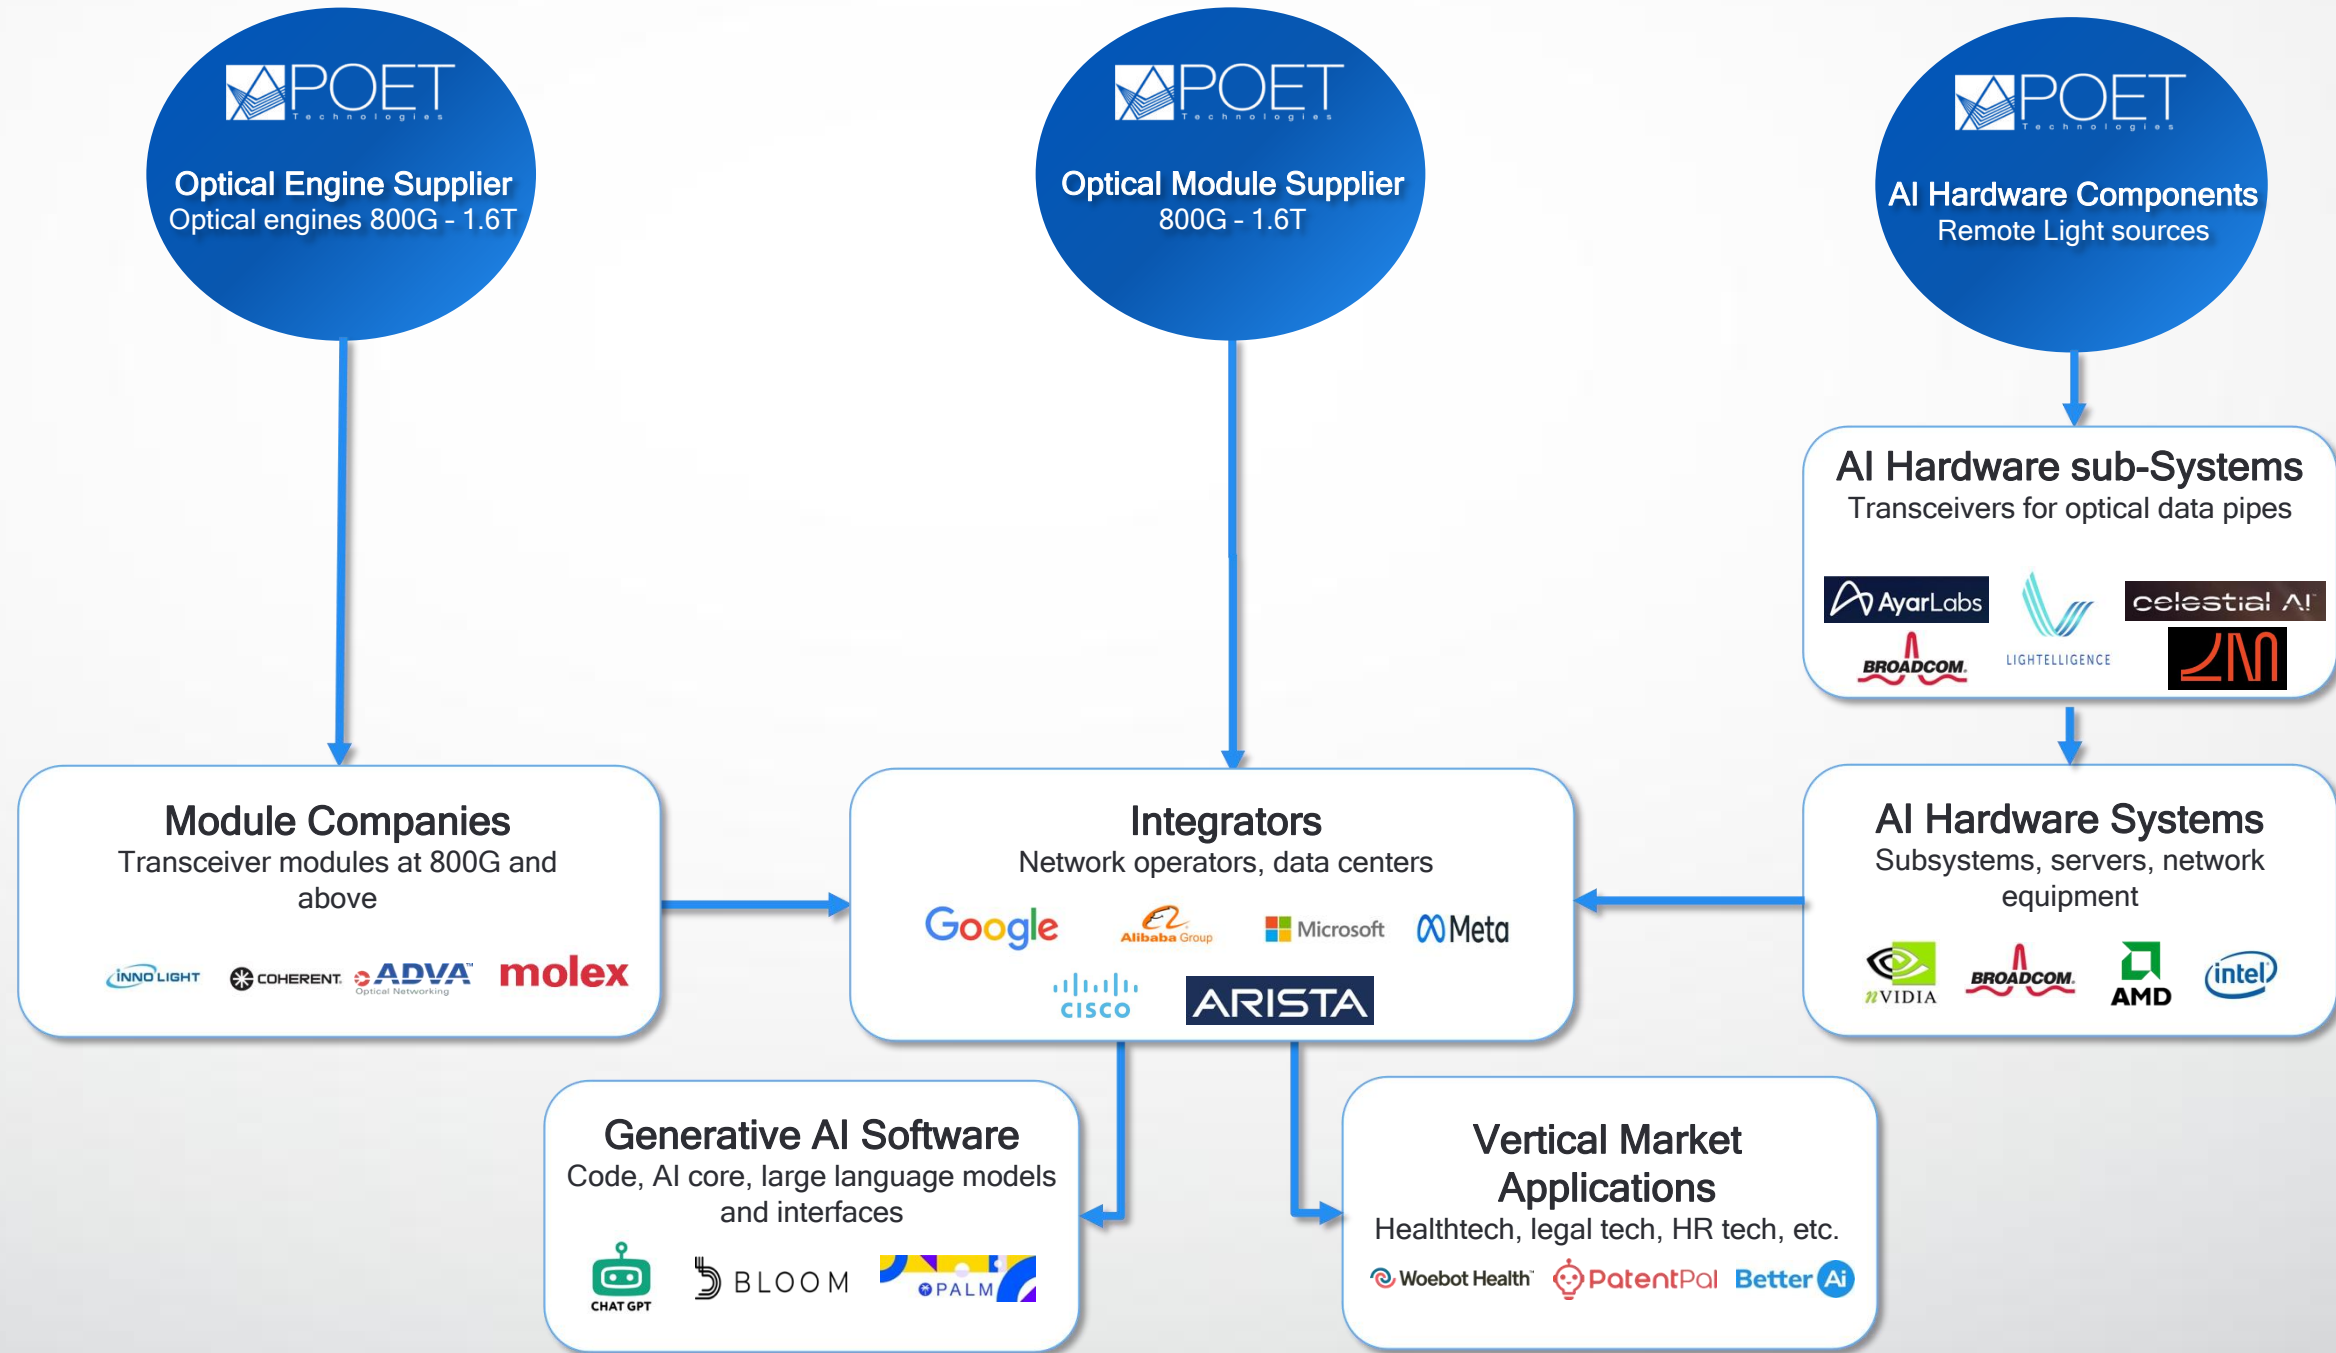 POET
Technologies
Optical Engine Supplier
Optical engines 800G - 1.6T
POET
Technologies
Optical Module Supplier
800G - 1.6T
POET
Technologies
AI Hardware Components
Remote Light sources
AI Hardware sub-Systems
Transceivers for optical data pipes
AyarLabs
LIGHTELLIGENCE
celestial AI™
BROADCOM.
Module Companies
Transceiver modules at 800G and
above
INNOLIGHT
COHERENT.
ADVA™
Optical Networking
molex
Integrators
Network operators, data centers
Google
Alibaba Group
Microsoft
Meta
CISCO
ARISTA
AI Hardware Systems
Subsystems, servers, network
equipment
nVIDIA
BROADCOM.
AMD
intel
Generative AI Software
Code, AI core, large language models
and interfaces
CHAT GPT
BLOOM
PALM
Vertical Market
Applications
Healthtech, legal tech, HR tech, etc.
Woebot Health™
PatentPal
Better Ai